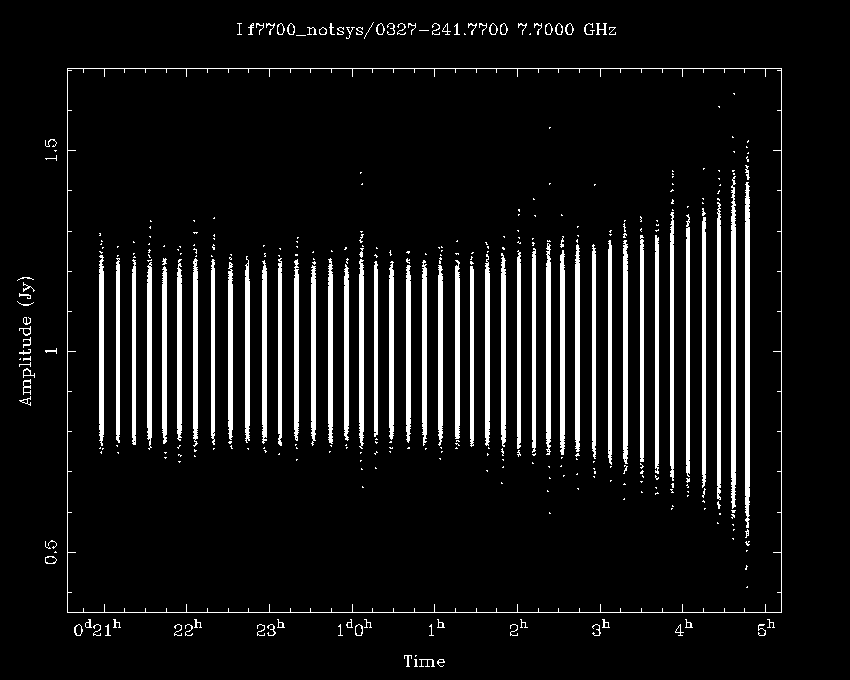 I f7700_notsys/0327-241.7700 7.7000 GHz
Amplitude (Jy)
1.5
1
0.5
0d21h 22h 23h 1d0h 1h 2h 3h 4h 5h
Time